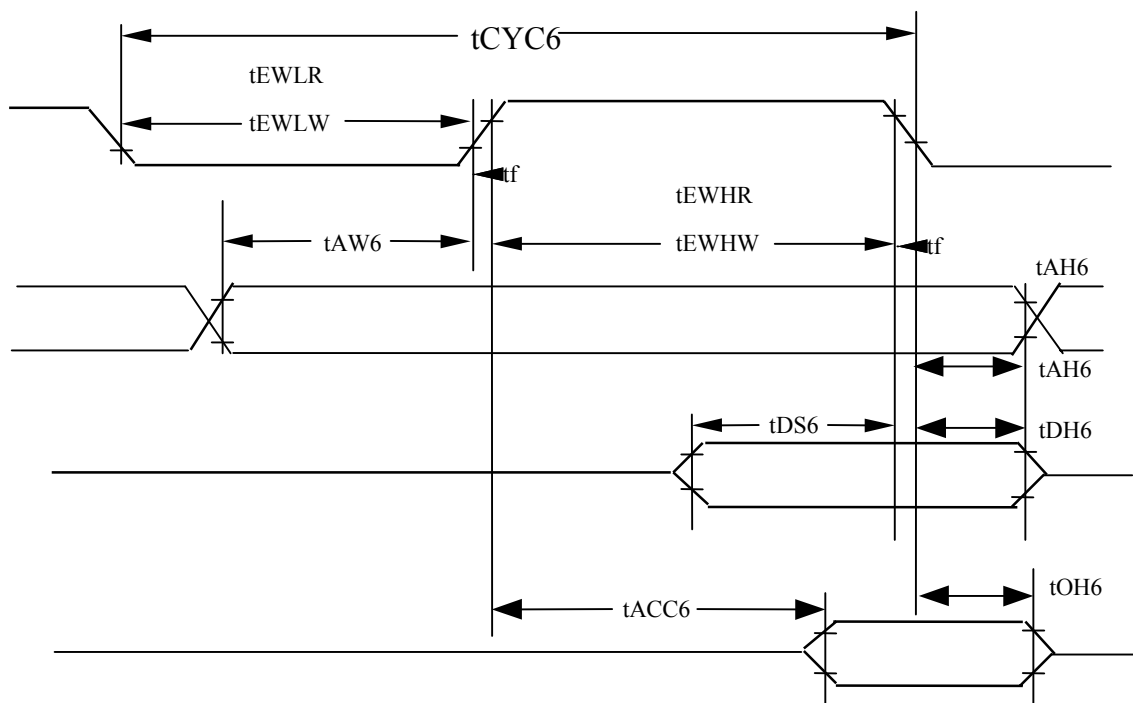 tCYC6
tEWLR
tEWLW
tf
tEWHR
tAW6
tEWHW
tf
tAH6
tAH6
tDS6
tDH6
tOH6
tACC6